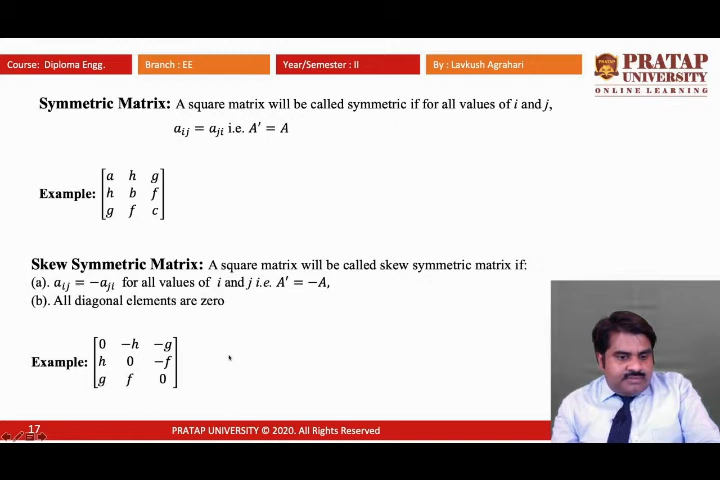 Course: Diploma Engg.
Branch : EE
Year/Semester : II
By : Lavkush Agrahari
PRATAP
PRATAP
UNIVERSITY
ONLINE LEARNING
Symmetric Matrix: A square matrix will be called symmetric if for all values of i and j,
aij = aji i.e. A′ = A
Example: [a h g
h b f
g f c]
Skew Symmetric Matrix: A square matrix will be called skew symmetric matrix if:
(a). aij = −aji for all values of i and j i.e. A′ = −A,
(b). All diagonal elements are zero
Example: [0 −h −g
h 0 −f
g f 0]
17
PRATAP UNIVERSITY © 2020. All Rights Reserved